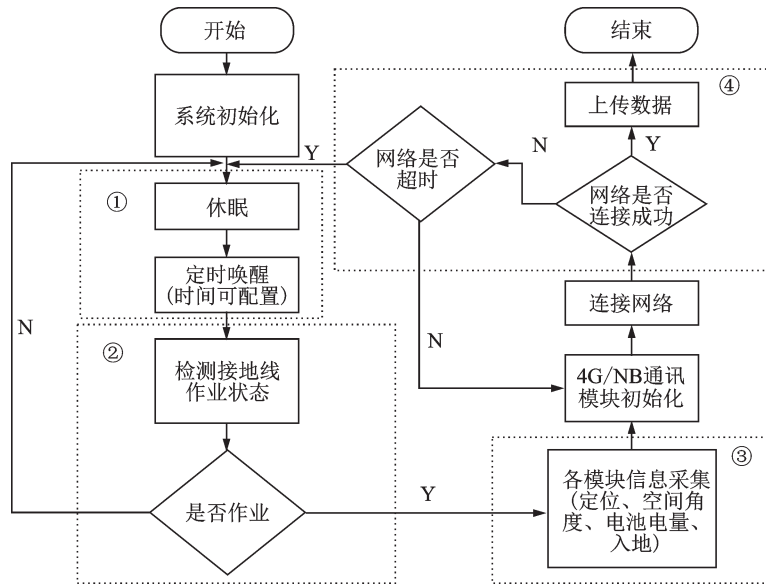 开始
系统初始化
①
休眠
定时唤醒
(时间可配置)
②
检测接地线
作业状态
是否作业
N
Y
③
各模块信息采集
(定位、空间角
度、电池电量、
入地)
4G/NB通讯
模块初始化
连接网络
④
网络是否
连接成功
N
Y
网络是否
超时
Y
N
上传数据
结束